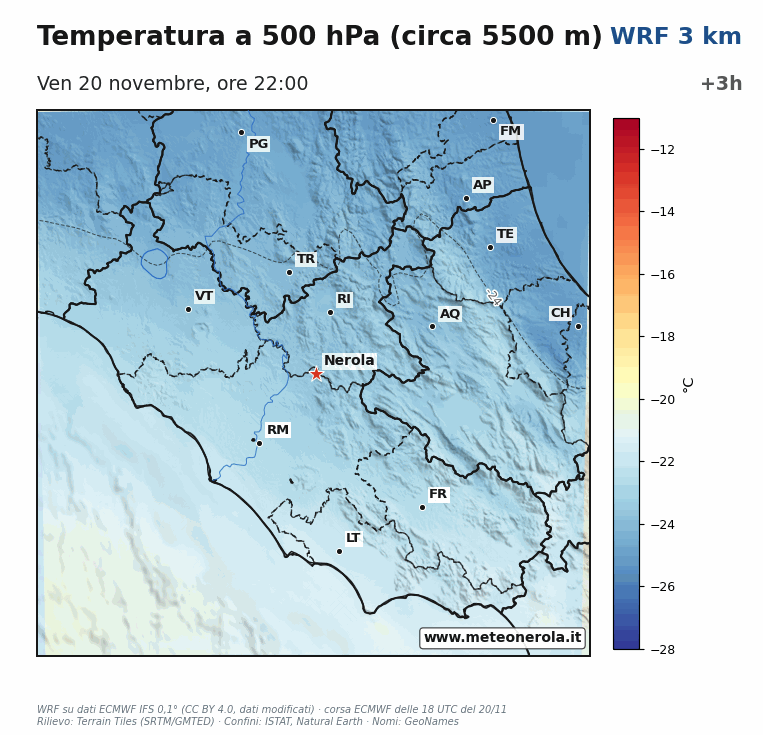 Temperatura a 500 hPa (circa 5500 m) WRF 3 km
Ven 20 novembre, ore 22:00 +3h
FM
PG
AP
TE
TR
VT
RI
-24
AQ
CH
Nerola
RM
FR
LT
www.meteonerola.it
−12
−14
−16
−18
−20
−22
−24
−26
−28
°C
WRF su dati ECMWF IFS 0,1° (CC BY 4.0, dati modificati) · corsa ECMWF delle 18 UTC del 20/11
Rilievo: Terrain Tiles (SRTM/GMTED) · Confini: ISTAT, Natural Earth · Nomi: GeoNames